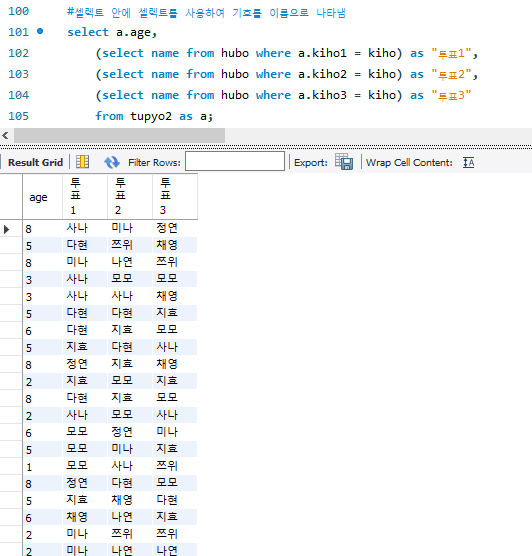 100 #셀렉트 안에 셀렉트를 사용하여 기호를 이름으로 나타냄
101 select a.age,
102 (select name from hubo where a.kiho1 = kiho) as "투표1",
103 (select name from hubo where a.kiho2 = kiho) as "투표2",
104 (select name from hubo where a.kiho3 = kiho) as "투표3"
105 from tupyo2 as a;
Result Grid Filter Rows: Export: Wrap Cell Content: IA
age 투표1 투표2 투표3
8 사나 미나 정연
5 다현 쯔위 채영
8 미나 나연 쯔위
3 사나 모모 모모
3 사나 사나 채영
5 다현 다현 지효
6 다현 지효 모모
5 지효 다현 사나
8 정연 지효 채영
2 지효 모모 지효
8 다현 지효 모모
2 사나 모모 사나
6 모모 정연 미나
5 모모 미나 지효
1 모모 사나 쯔위
8 정연 다현 모모
5 지효 채영 다현
6 채영 나연 지효
2 미나 쯔위 쯔위
2 미나 나연 나연